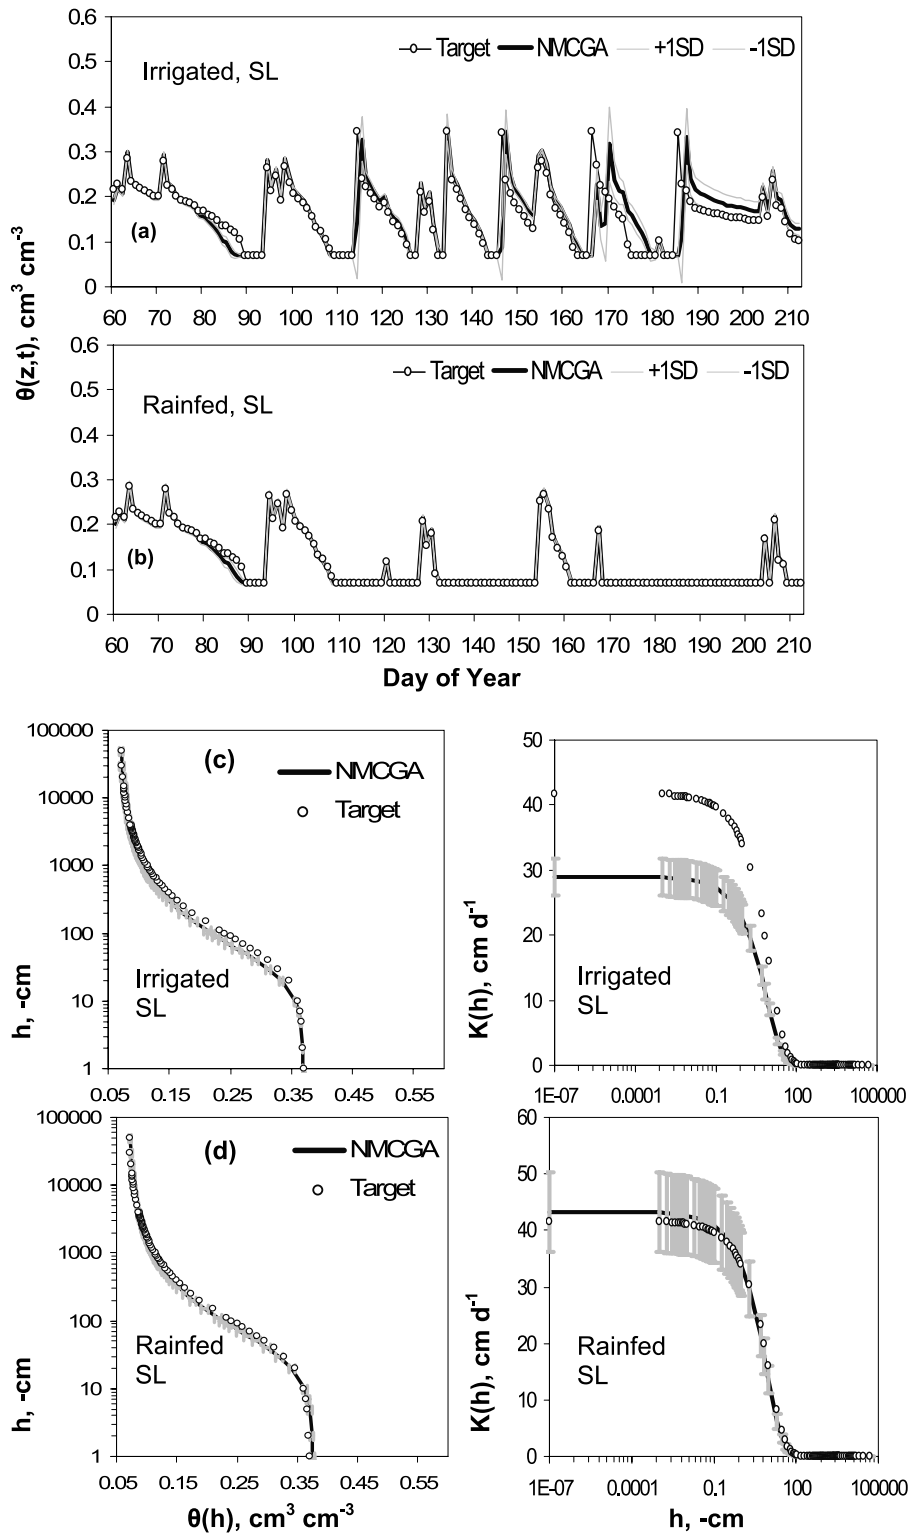 0.6
0.5
0.4
0.3
0.2
0.1
0
Target NMCGA +1SD -1SD
Irrigated, SL
(a)
60 70 80 90 100 110 120 130 140 150 160 170 180 190 200 210
θ(z,t), cm³ cm⁻³
0.6
0.5
0.4
0.3
0.2
0.1
0
Target NMCGA +1SD -1SD
Rainfed, SL
(b)
60 70 80 90 100 110 120 130 140 150 160 170 180 190 200 210
Day of Year
100000
10000
1000
100
10
1
h, -cm
(c)
NMCGA
Target
Irrigated
SL
0.05 0.15 0.25 0.35 0.45 0.55
50
40
30
20
10
0
K(h), cm d⁻¹
Irrigated
SL
1E-07 0.0001 0.1 100 100000
100000
10000
1000
100
10
1
h, -cm
(d)
NMCGA
Target
Rainfed
SL
0.05 0.15 0.25 0.35 0.45 0.55
θ(h), cm³ cm⁻³
60
50
40
30
20
10
0
K(h), cm d⁻¹
Rainfed
SL
1E-07 0.0001 0.1 100 100000
h, -cm